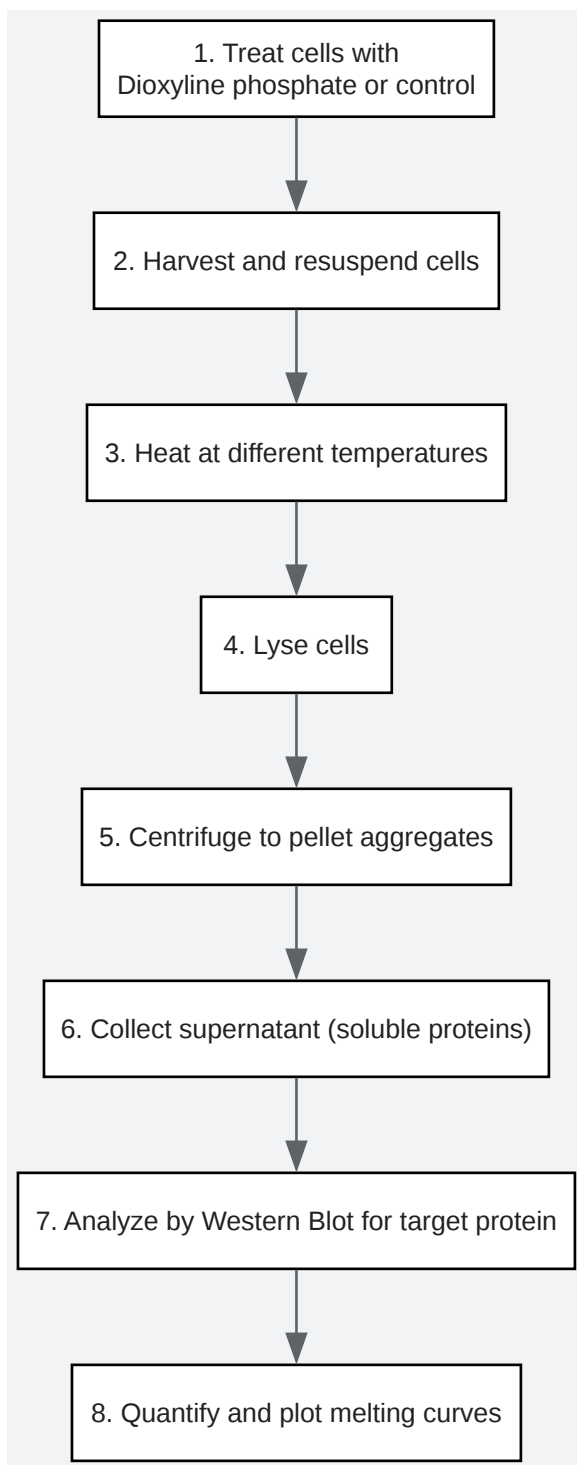 1. Treat cells with
Dioxyline phosphate or control
2. Harvest and resuspend cells
3. Heat at different temperatures
4. Lyse cells
5. Centrifuge to pellet aggregates
6. Collect supernatant (soluble proteins)
7. Analyze by Western Blot for target protein
8. Quantify and plot melting curves